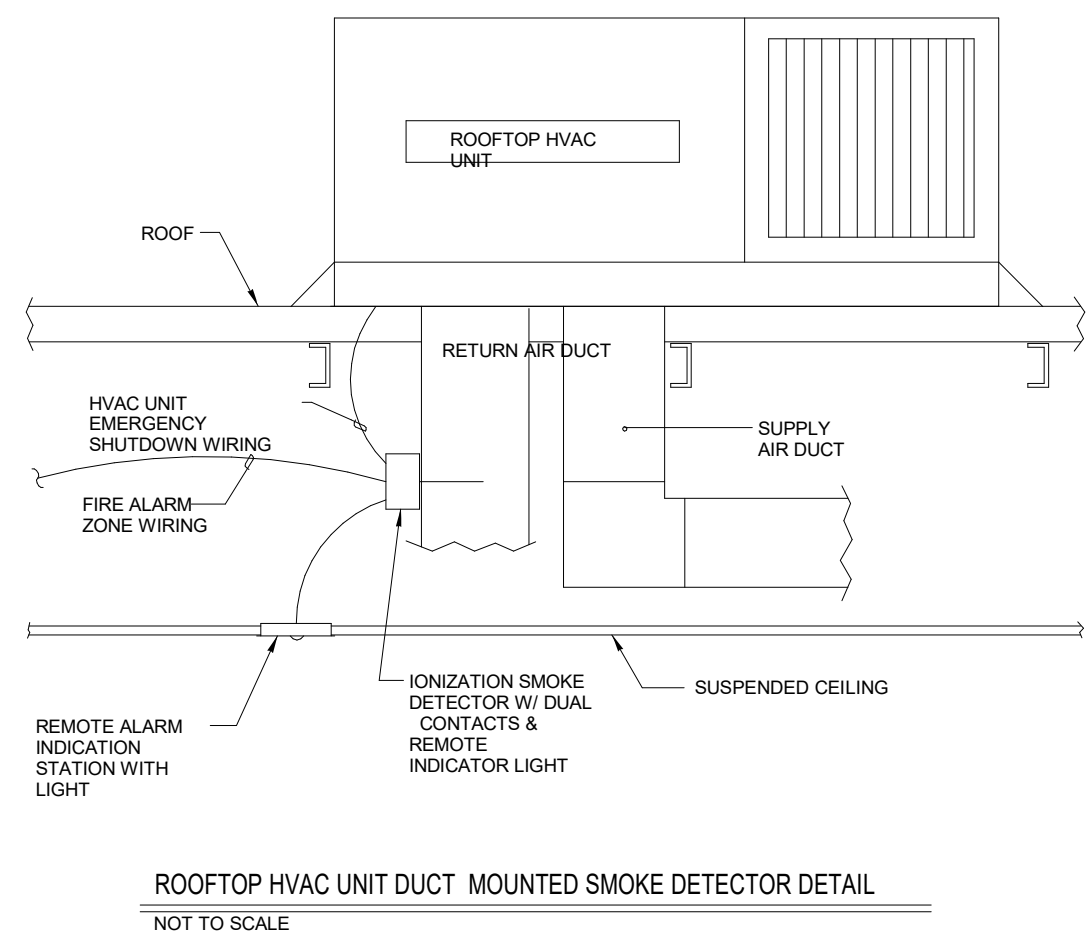 ROOFTOP HVAC
UNIT
ROOF
RETURN AIR DUCT
HVAC UNIT
EMERGENCY
SHUTDOWN WIRING
SUPPLY
AIR DUCT
FIRE ALARM
ZONE WIRING
IONIZATION SMOKE
DETECTOR W/ DUAL
CONTACTS &
REMOTE
INDICATOR LIGHT
SUSPENDED CEILING
REMOTE ALARM
INDICATION
STATION WITH
LIGHT
ROOFTOP HVAC UNIT DUCT MOUNTED SMOKE DETECTOR DETAIL
NOT TO SCALE